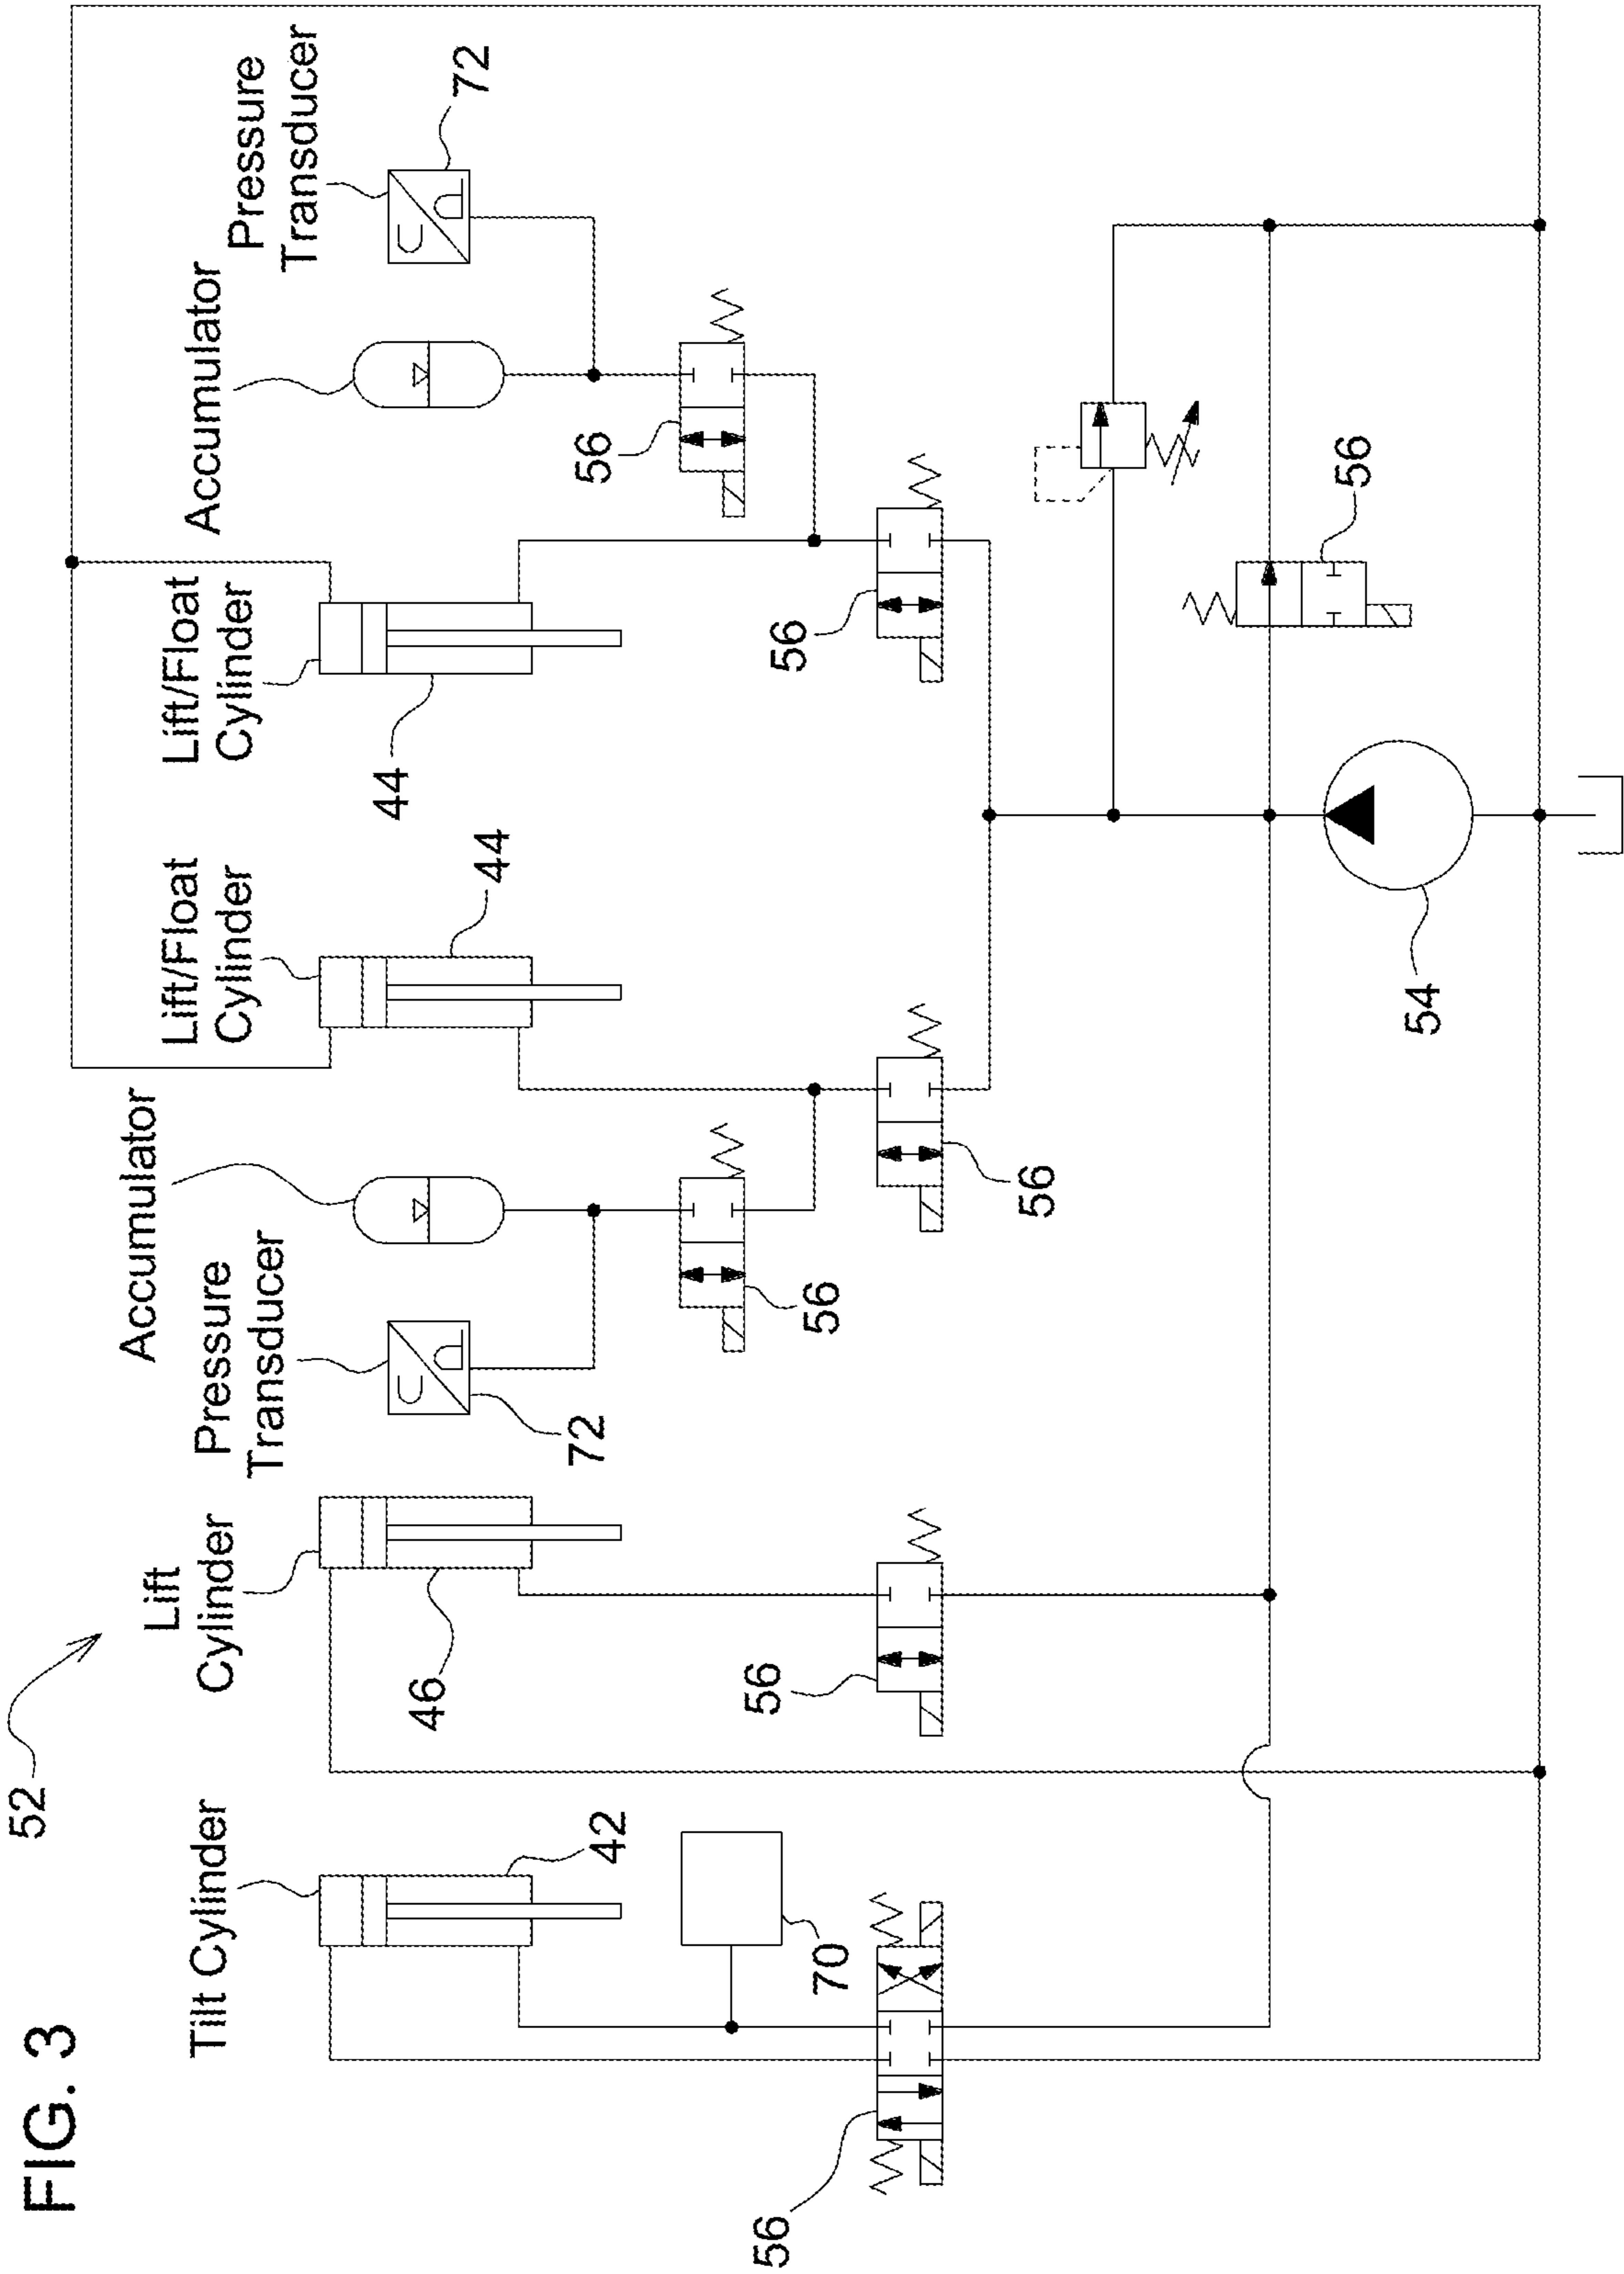 FIG. 3
52
Tilt Cylinder
42
70
56
Lift
Cylinder
46
56
Pressure
Transducer
72
U
P
Accumulator
56
Lift/Float
Cylinder
44
56
Lift/Float
Cylinder
44
56
Accumulator
56
Pressure
Transducer
72
U
P
54
56